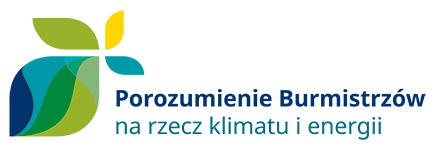 Porozumienie Burmistrzów
na rzecz klimatu i energii